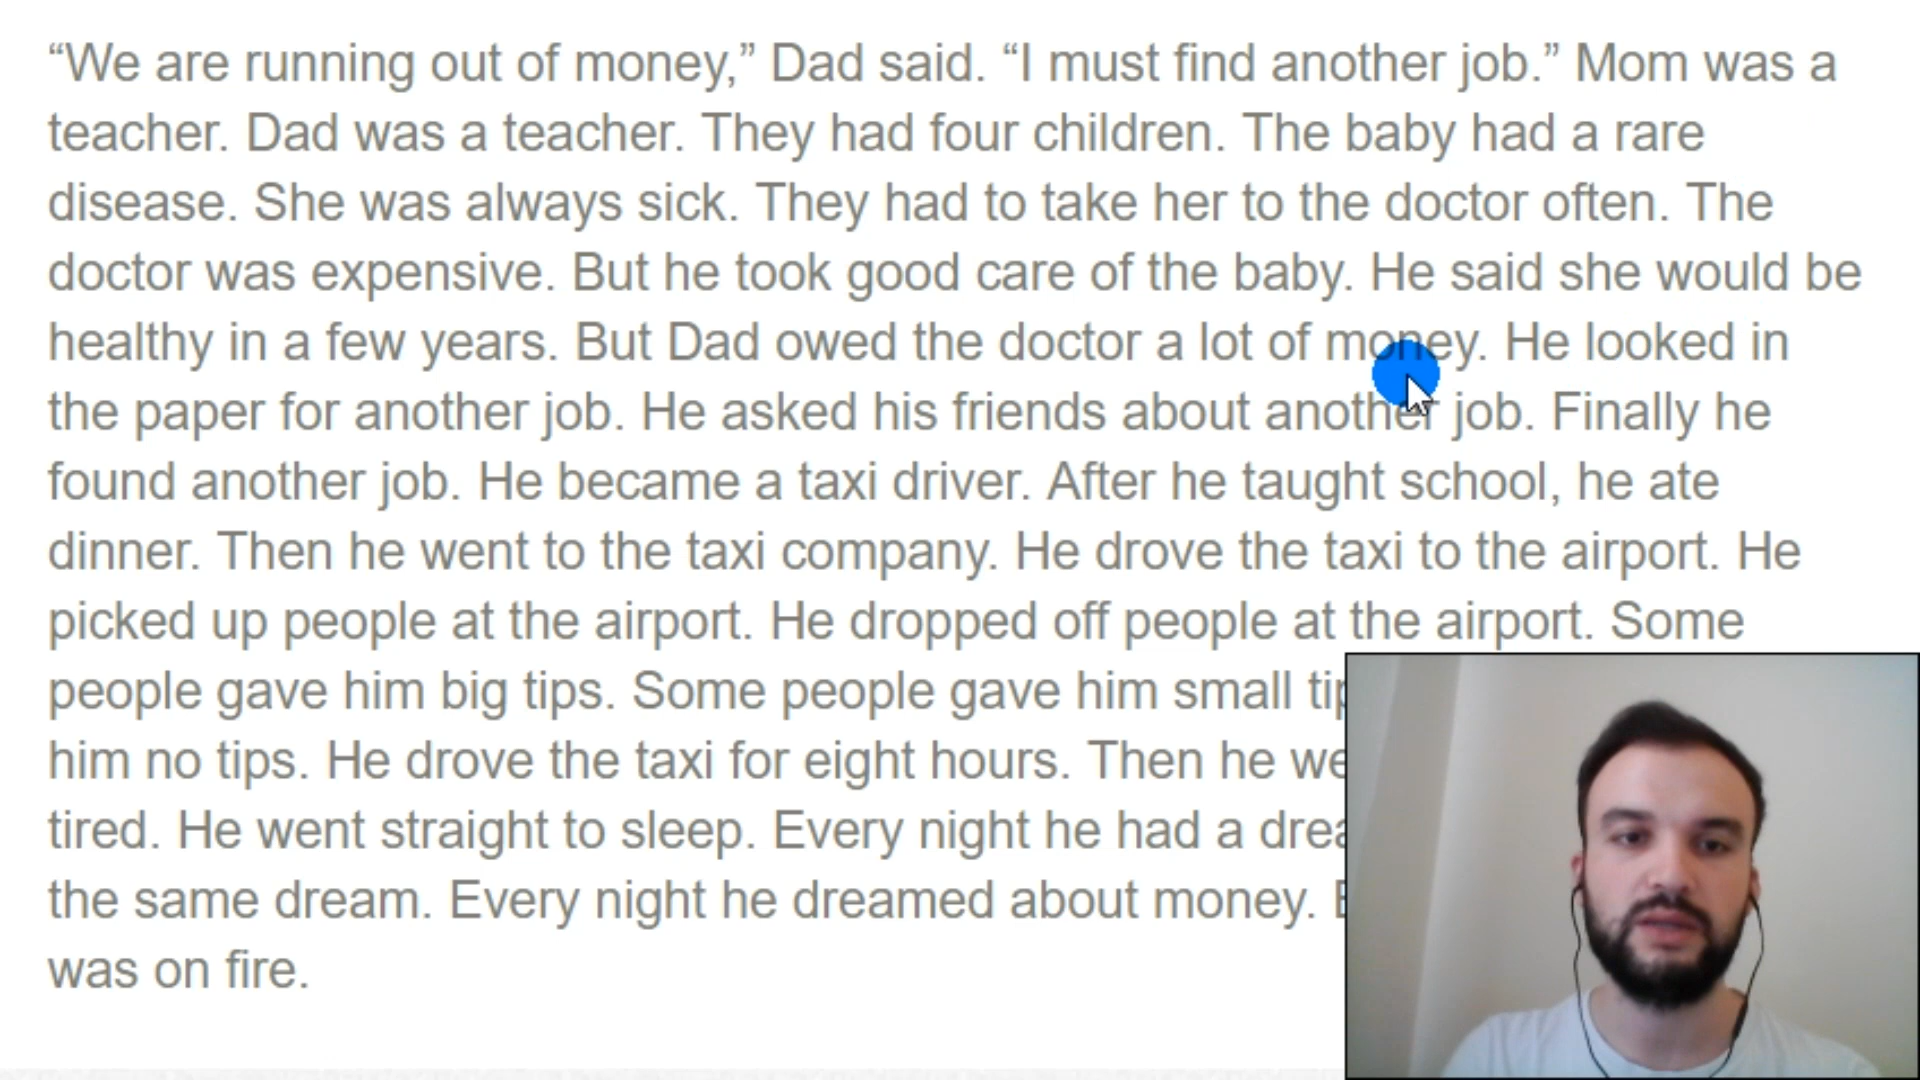 “We are running out of money,” Dad said. “I must find another job.” Mom was a
teacher. Dad was a teacher. They had four children. The baby had a rare
disease. She was always sick. They had to take her to the doctor often. The
doctor was expensive. But he took good care of the baby. He said she would be
healthy in a few years. But Dad owed the doctor a lot of money. He looked in
the paper for another job. He asked his friends about another job. Finally he
found another job. He became a taxi driver. After he taught school, he ate
dinner. Then he went to the taxi company. He drove the taxi to the airport. He
picked up people at the airport. He dropped off people at the airport. Some
people gave him big tips. Some people gave him small
him no tips. He drove the taxi for eight hours. Then he
tired. He went straight to sleep. Every night he had a
the same dream. Every night he dreamed about money.
was on fire.